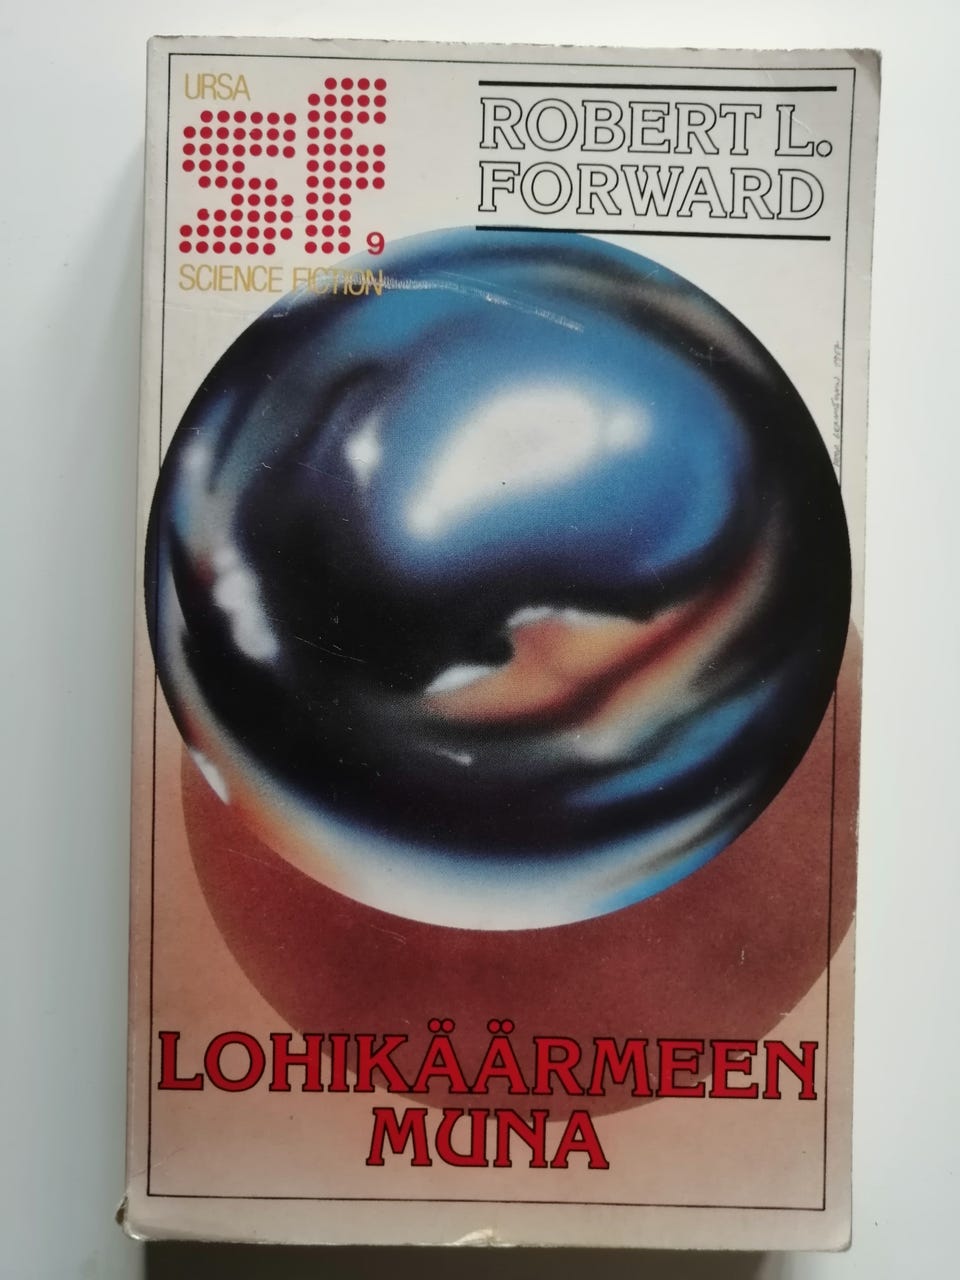 URSA
sf
9
SCIENCE FICTION
ROBERT L.
FORWARD
LOHIKÄÄRMEEN
MUNA